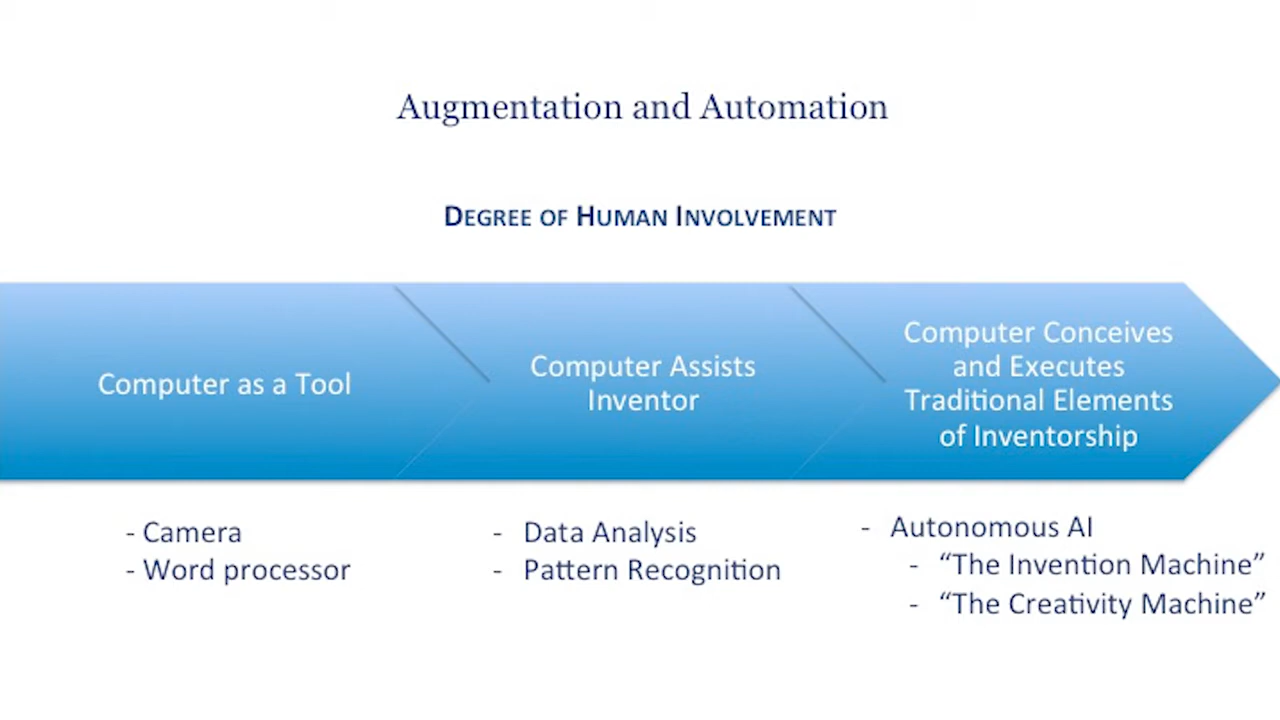 Augmentation and Automation
DEGREE OF HUMAN INVOLVEMENT
Computer as a Tool
Computer Assists
Inventor
Computer Conceives
and Executes
Traditional Elements
of Inventorship
- Camera
- Word processor
- Data Analysis
- Pattern Recognition
- Autonomous AI
- “The Invention Machine”
- “The Creativity Machine”